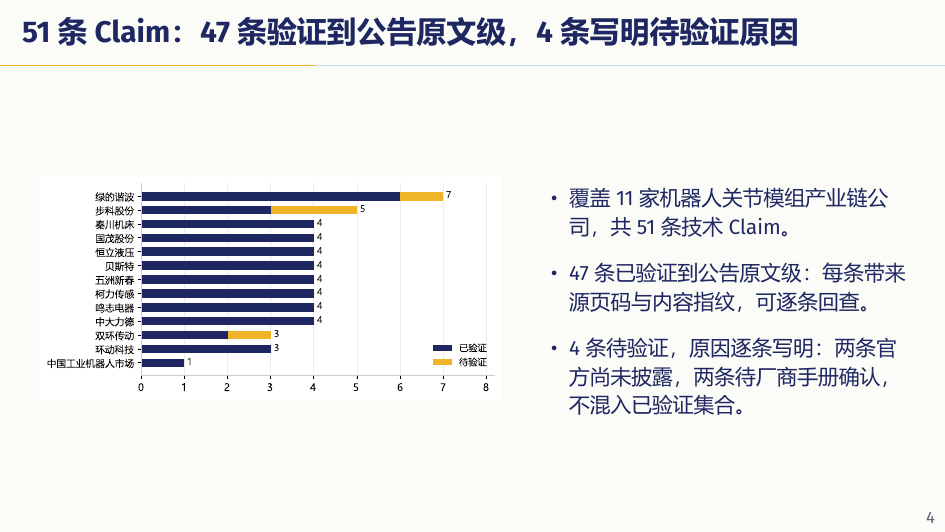 51 条 Claim：47 条验证到公告原文级，4 条写明待验证原因
绿的谐波
7
步科股份
5
秦川机床
4
国茂股份
4
恒立液压
4
贝斯特
4
五洲新春
4
柯力传感
4
鸣志电器
4
中大力德
4
双环传动
3
环动科技
3
中国工业机器人市场
1
已验证
待验证
0 1 2 3 4 5 6 7 8
• 覆盖 11 家机器人关节模组产业链公
司，共 51 条技术 Claim。
• 47 条已验证到公告原文级：每条带来
源页码与内容指纹，可逐条回查。
• 4 条待验证，原因逐条写明：两条官
方尚未披露，两条待厂商手册确认，
不混入已验证集合。
4